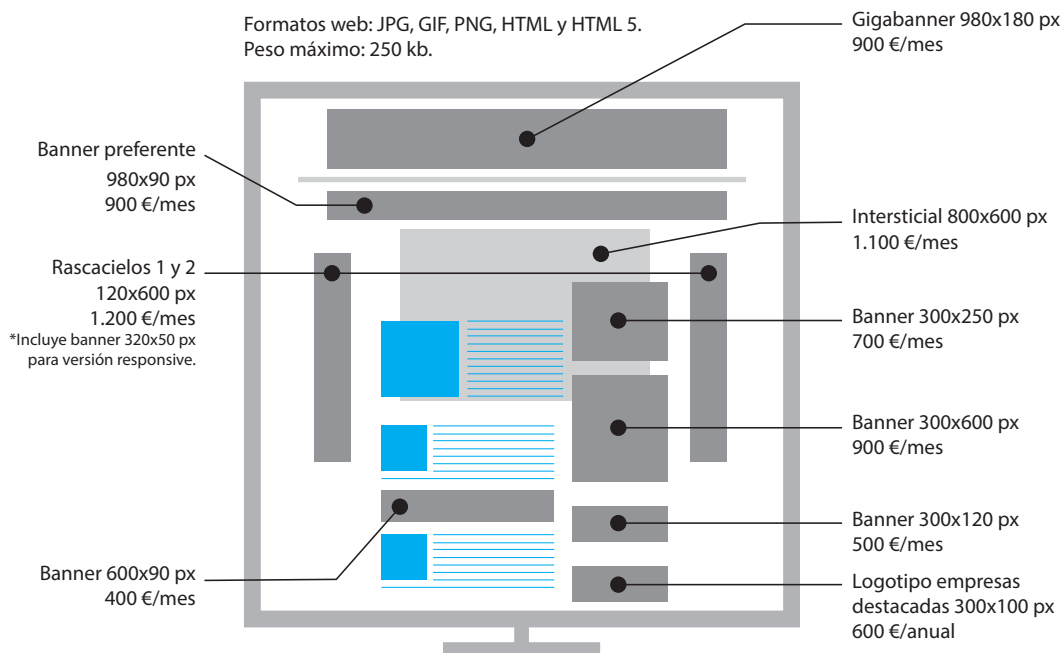 Formatos web: JPG, GIF, PNG, HTML y HTML 5.
Peso máximo: 250 kb.
Gigabanner 980x180 px
900 €/mes
Banner preferente
980x90 px
900 €/mes
Intersticial 800x600 px
1.100 €/mes
Rascacielos 1 y 2
120x600 px
1.200 €/mes
*Incluye banner 320x50 px
para versión responsive.
Banner 300x250 px
700 €/mes
Banner 300x600 px
900 €/mes
Banner 300x120 px
500 €/mes
Banner 600x90 px
400 €/mes
Logotipo empresas
destacadas 300x100 px
600 €/anual